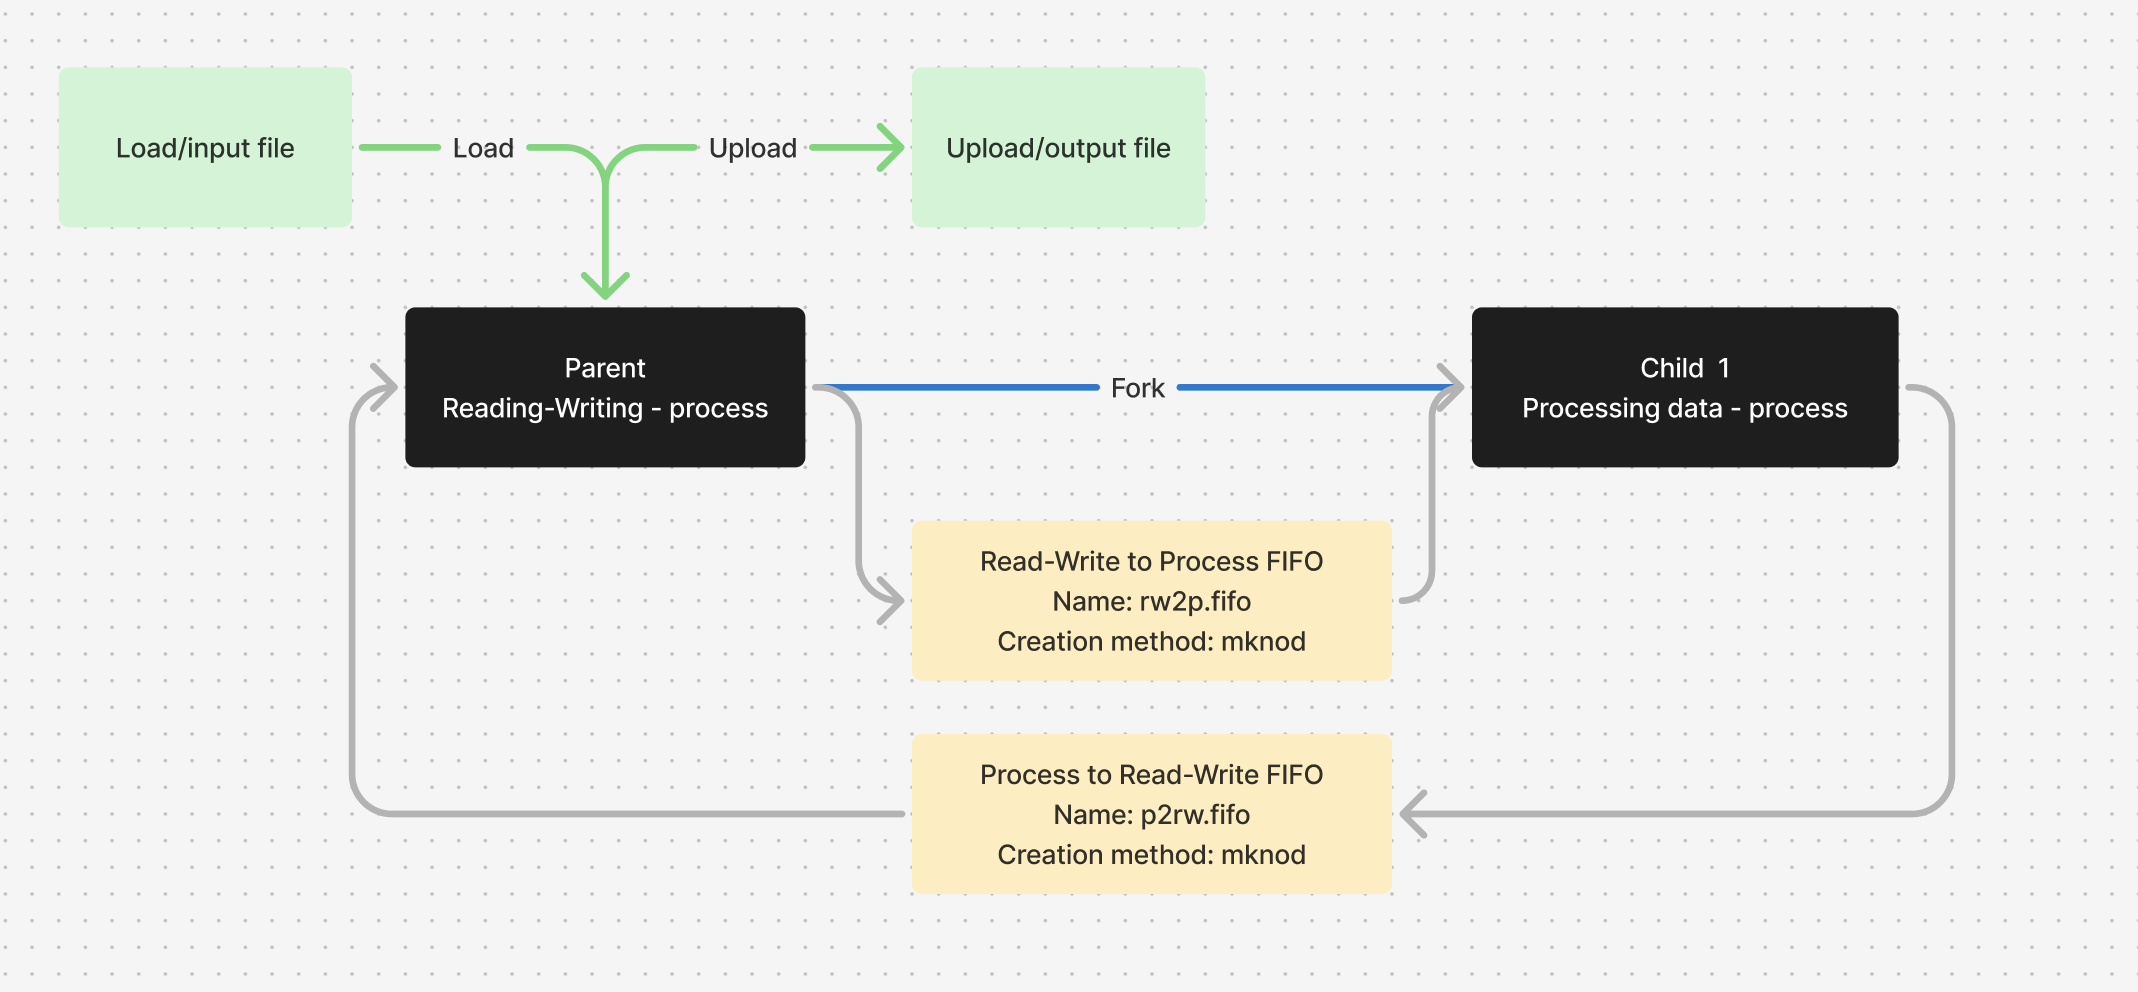 Load/input file
Load
Upload
Upload/output file
Parent
Reading-Writing - process
Fork
Child 1
Processing data - process
Read-Write to Process FIFO
Name: rw2p.fifo
Creation method: mknod
Process to Read-Write FIFO
Name: p2rw.fifo
Creation method: mknod